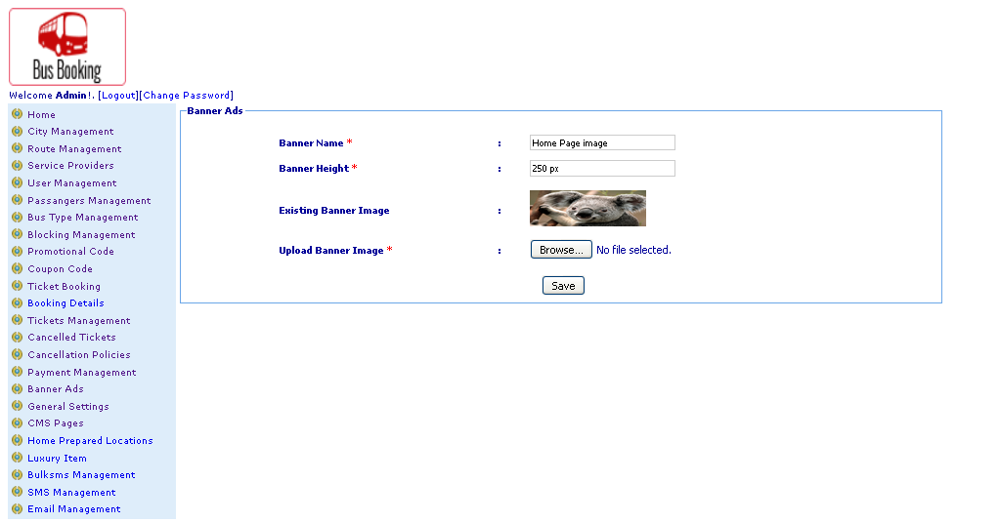 Bus Booking
Welcome Admin!. [Logout][Change Password]
Home
City Management
Route Management
Service Providers
User Management
Passangers Management
Bus Type Management
Blocking Management
Promotional Code
Coupon Code
Ticket Booking
Booking Details
Tickets Management
Cancelled Tickets
Cancellation Policies
Payment Management
Banner Ads
General Settings
CMS Pages
Home Prepared Locations
Luxury Item
Bulksms Management
SMS Management
Email Management
Banner Ads
Banner Name * : Home Page image
Banner Height * : 250 px
Existing Banner Image :
Upload Banner Image * : Browse... No file selected.
Save